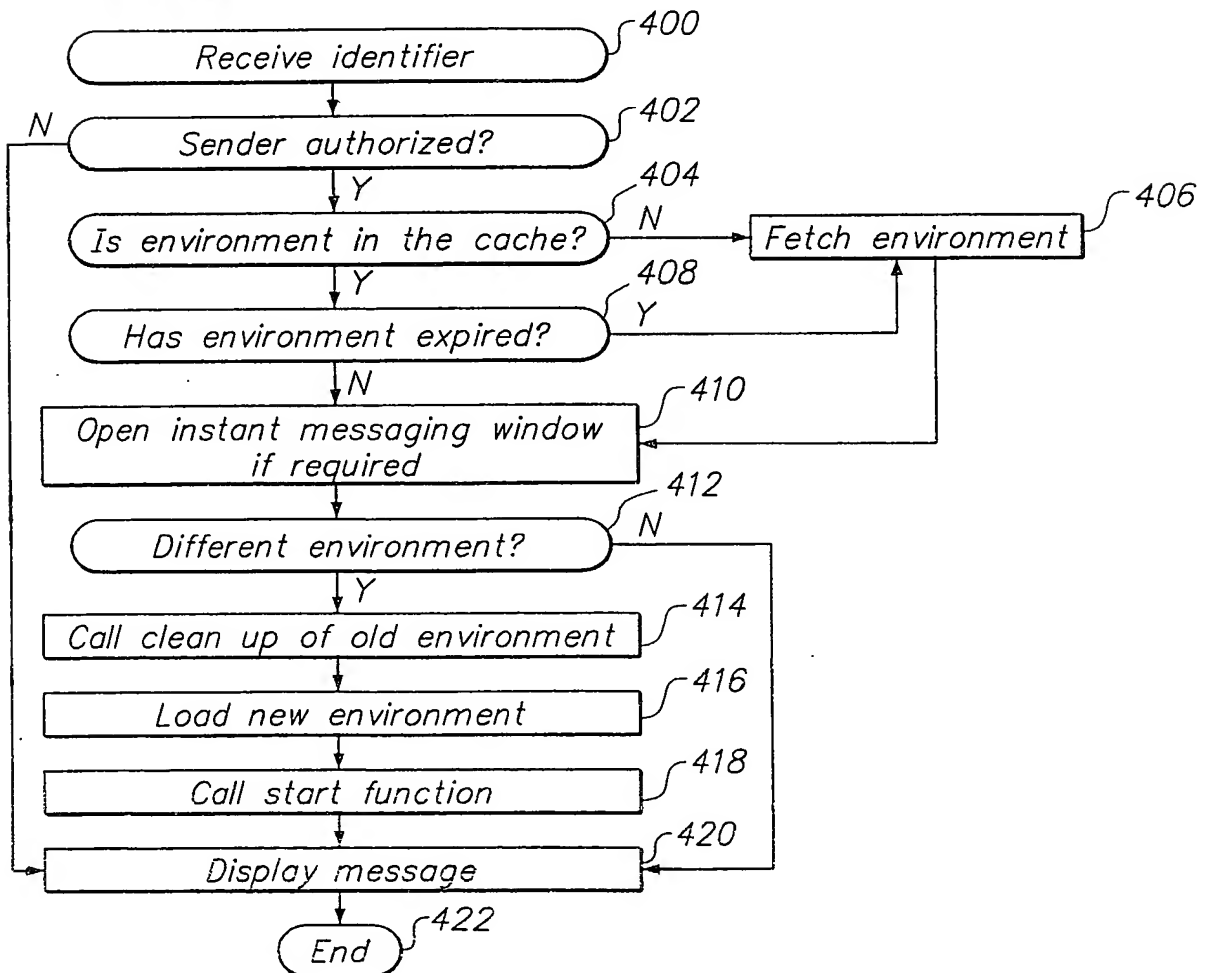 400
Receive identifier
402
N
Sender authorized?
Y
404
Is environment in the cache?
N
406
Fetch environment
Y
408
Has environment expired?
Y
N
410
Open instant messaging window
if required
412
Different environment?
N
Y
414
Call clean up of old environment
416
Load new environment
418
Call start function
420
Display message
422
End